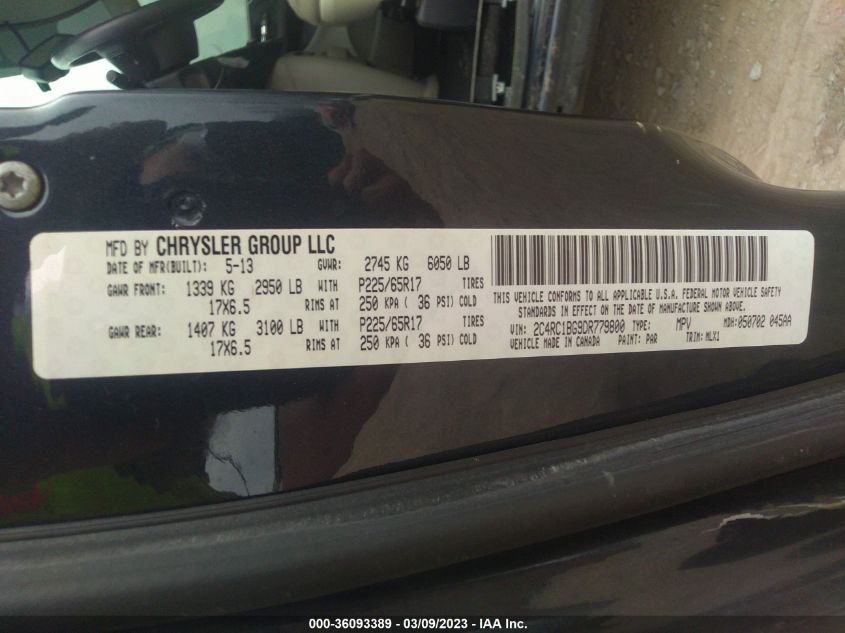 MFD BY CHRYSLER GROUP LLC
DATE OF MFR(BUILT): 5-13 GVWR: 2745 KG 6050 LB
GAWR FRONT: 1339 KG 2950 LB WITH P225/65R17 TIRES
17X6.5 RIMS AT 250 KPA ( 36 PSI) COLD
GAWR REAR: 1407 KG 3100 LB WITH P225/65R17 TIRES
17X6.5 RIMS AT 250 KPA ( 36 PSI) COLD
THIS VEHICLE CONFORMS TO ALL APPLICABLE U.S.A. FEDERAL MOTOR VEHICLE SAFETY
STANDARDS IN EFFECT ON THE DATE OF MANUFACTURE SHOWN ABOVE.
VIN: 2C4RC1BG9DR779800 TYPE: MPV MDH: 050702 045AA
VEHICLE MADE IN CANADA PAINT: PAR TRIM: MLX1
000-36093389 - 03/09/2023 - IAA Inc.